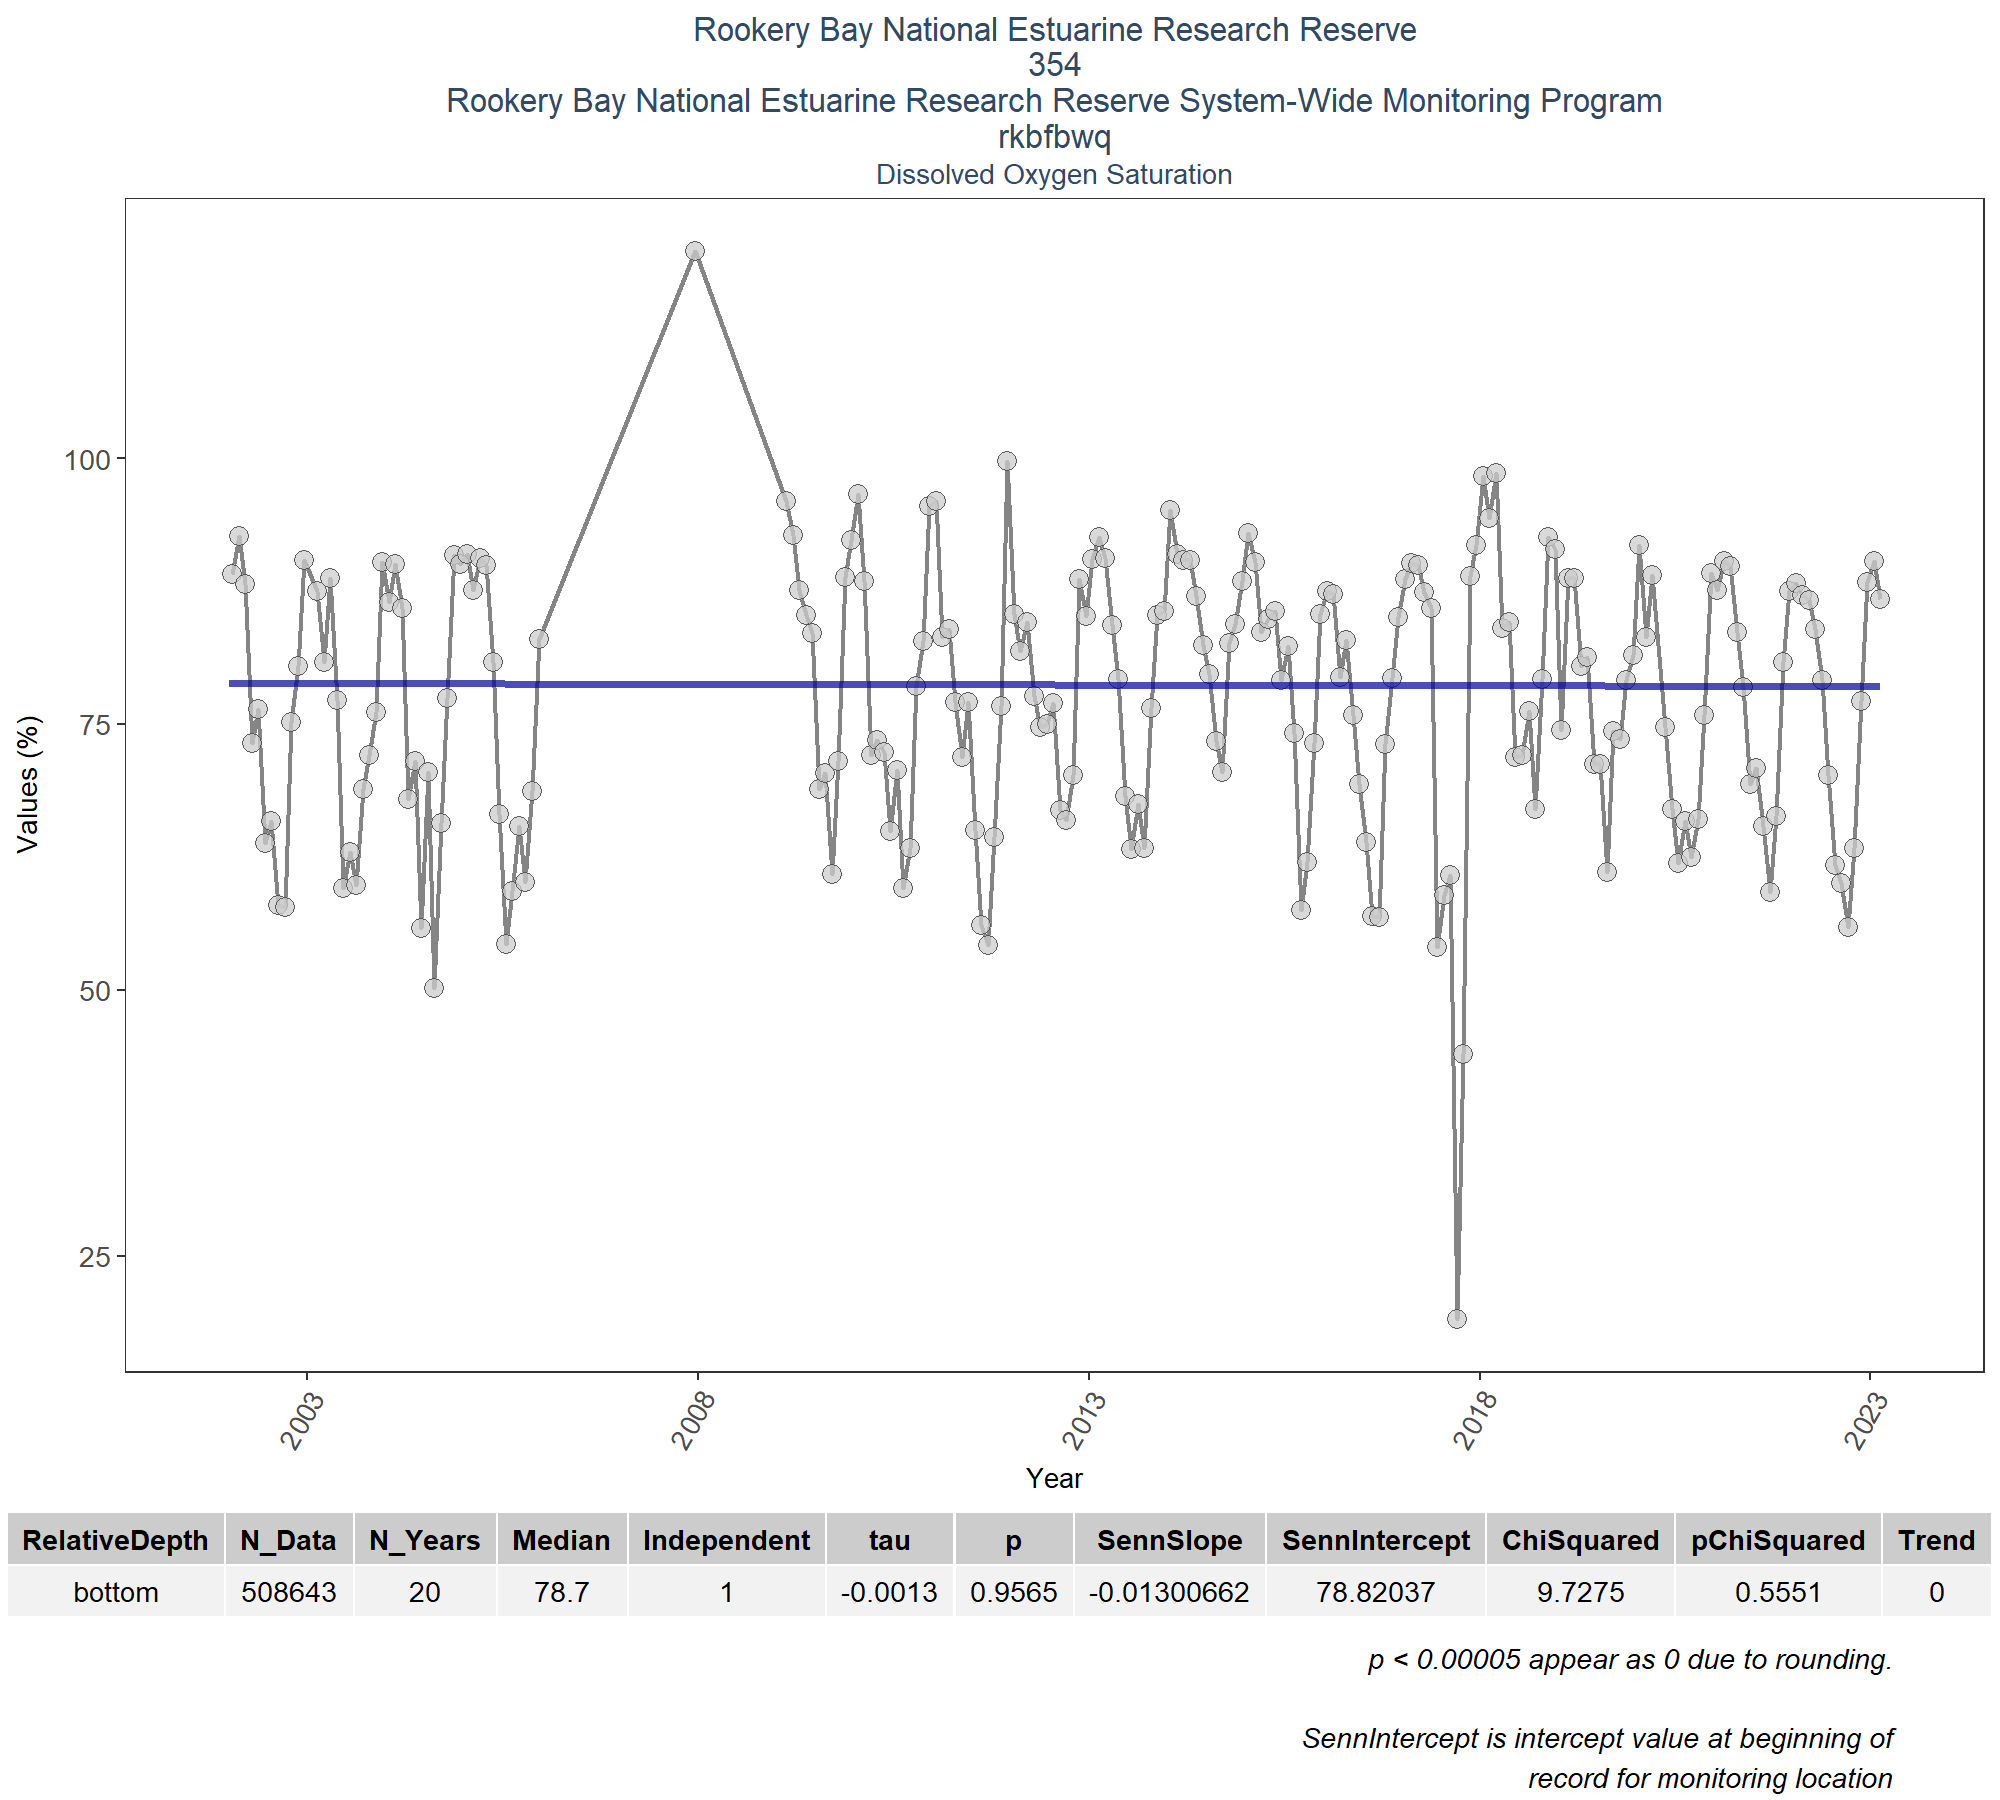 Rookery Bay National Estuarine Research Reserve
354
Rookery Bay National Estuarine Research Reserve System-Wide Monitoring Program
rkbfbwq
Dissolved Oxygen Saturation
Values (%)
100
75
50
25
2003 2008 2013 2018 2023
Year
RelativeDepth N_Data N_Years Median Independent tau p SennSlope SennIntercept ChiSquared pChiSquared Trend
bottom 508643 20 78.7 1 -0.0013 0.9565 -0.01300662 78.82037 9.7275 0.5551 0
p < 0.00005 appear as 0 due to rounding.
SennIntercept is intercept value at beginning of
record for monitoring location